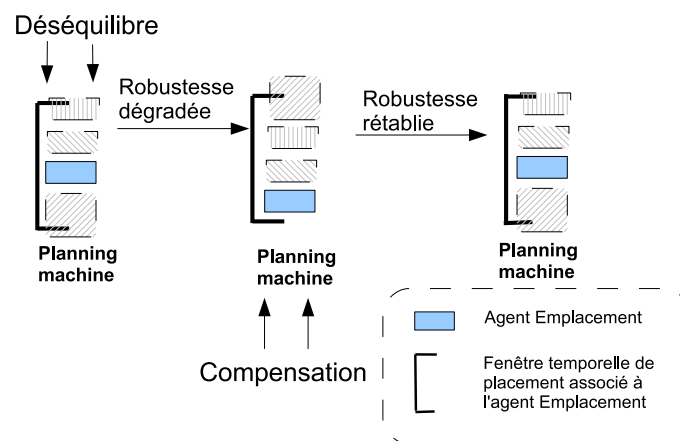 Déséquilibre
Robustesse
dégradée
Robustesse
rétablie
Planning
machine
Planning
machine
Planning
machine
Compensation
Agent Emplacement
Fenêtre temporelle de
placement associé à
l'agent Emplacement